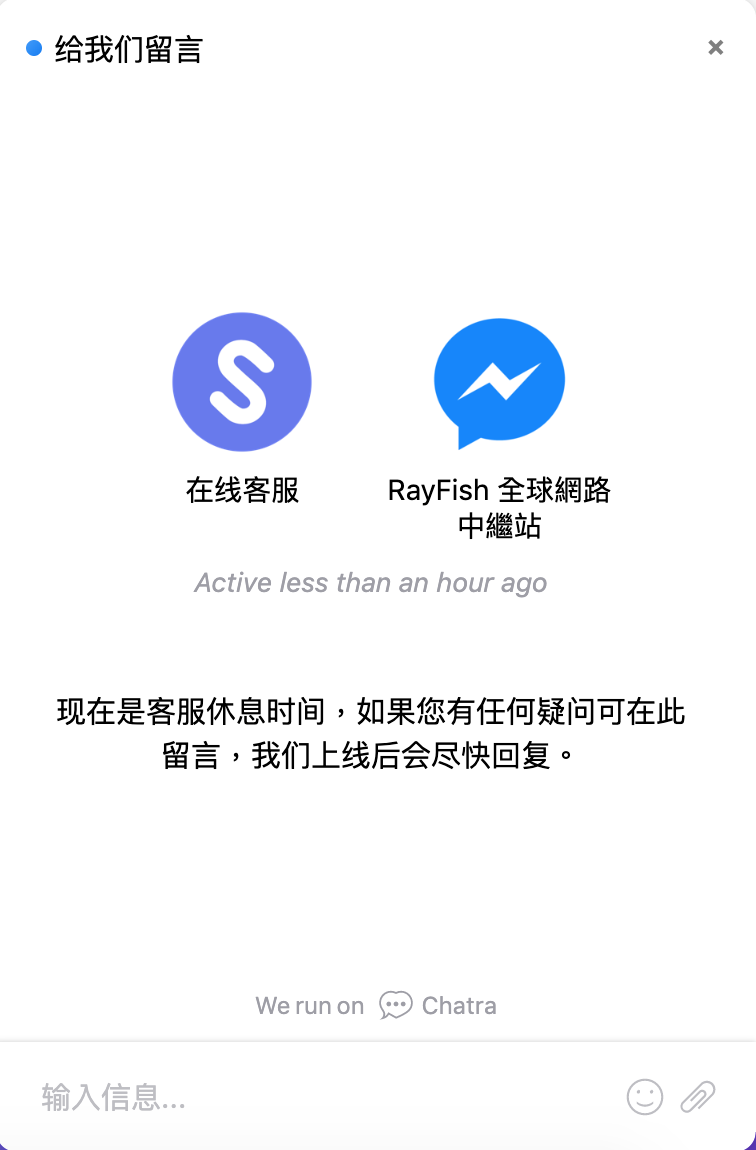 给我们留言
在线客服
RayFish 全球網路
中繼站
Active less than an hour ago
现在是客服休息时间，如果您有任何疑问可在此
留言，我们上线后会尽快回复。
We run on Chatra
输入信息...